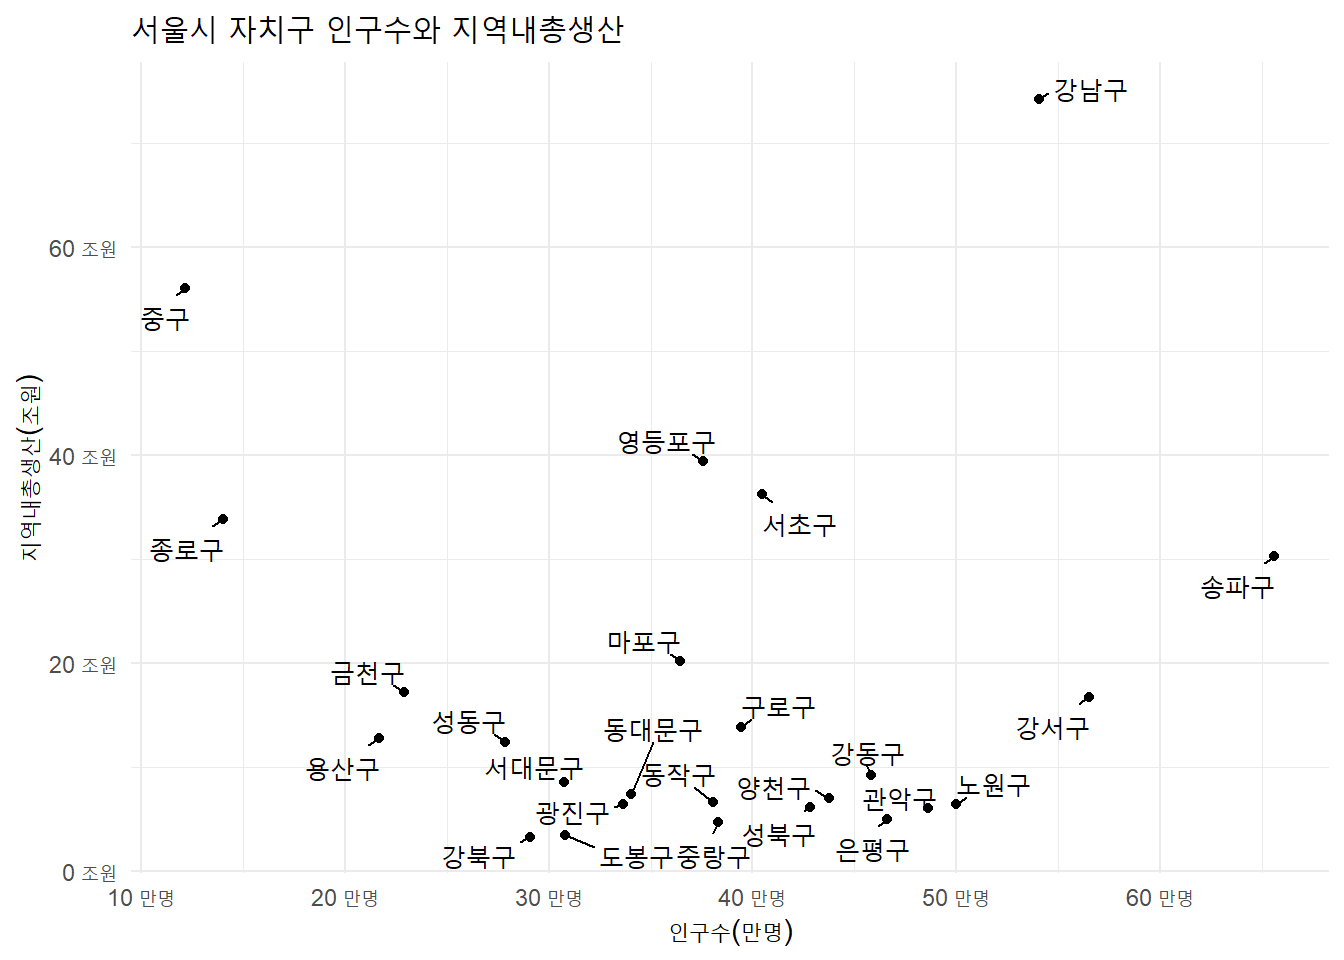 서울시 자치구 인구수와 지역내총생산
강남구
60 조원
중구
지역내총생산(조원)
영등포구
40 조원
서초구
종로구
송파구
마포구
20 조원
금천구
구로구
성동구
동대문구
강서구
강동구
용산구
서대문구
동작구
양천구
노원구
관악구
광진구
성북구
은평구
강북구
도봉구
중랑구
0 조원
10 만명
20 만명
30 만명
40 만명
50 만명
60 만명
인구수(만명)